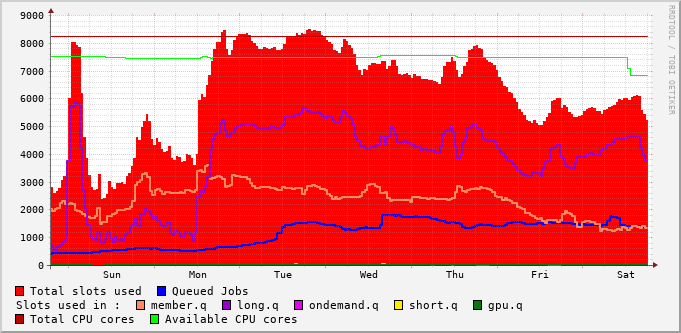 9000
8000
7000
6000
5000
4000
3000
2000
1000
0
Sun Mon Tue Wed Thu Fri Sat
RRDTOOL / TOBI OETIKER
Total slots used Queued Jobs
Slots used in : member.q long.q ondemand.q short.q gpu.q
Total CPU cores Available CPU cores